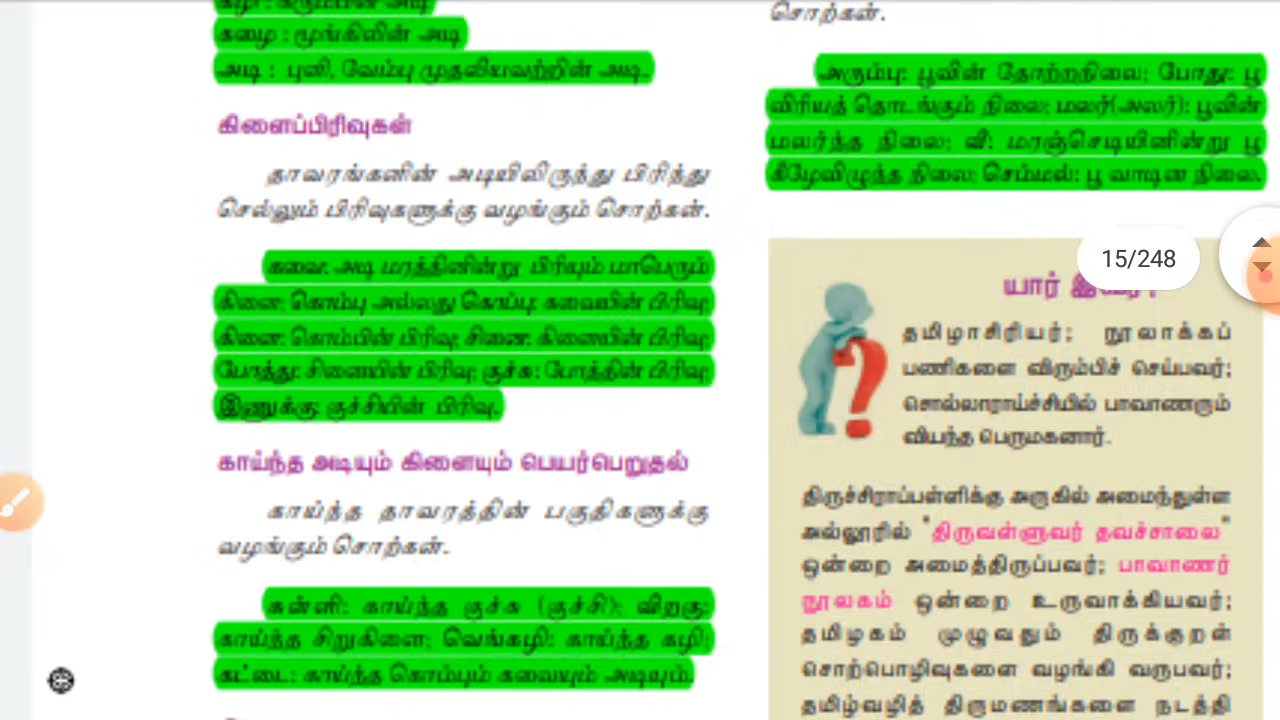 கழி : கரும்பின் அடி
கழை : மூங்கிலின் அடி
அடி : புளி, வேம்பு முதலியவற்றின் அடி.
கிளைப்பிரிவுகள்
தாவரங்களின் அடியிலிருந்து பிரிந்து
செல்லும் பிரிவுகளுக்கு வழங்கும் சொற்கள்.
கவை: அடி மரத்தினின்று பிரியும் மாபெரும்
கிளை; கொம்பு அல்லது கொப்பு: கவையின் பிரிவு;
கிளை: கொம்பின் பிரிவு; சினை: கிளையின் பிரிவு;
போத்து: சினையின் பிரிவு; குச்சு: போத்தின் பிரிவு;
இணுக்கு: குச்சியின் பிரிவு.
காய்ந்த அடியும் கிளையும் பெயர்பெறுதல்
காய்ந்த தாவரத்தின் பகுதிகளுக்கு
வழங்கும் சொற்கள்.
சுள்ளி: காய்ந்த குச்சு (குச்சி); விறகு:
காய்ந்த சிறுகிளை; வெங்கழி: காய்ந்த கழி;
கட்டை: காய்ந்த கொம்பும் கவையும் அடியும்.
சொற்கள்.
அரும்பு: பூவின் தோற்றநிலை; போது: பூ
விரியத் தொடங்கும் நிலை; மலர்(அலர்): பூவின்
மலர்ந்த நிலை; வீ: மரஞ்செடியினின்று பூ
கீழேவிழுந்த நிலை; செம்மல்: பூ வாடின நிலை.
15/248
யார் இவர்?
தமிழாசிரியர்; நூலாக்கப்
பணிகளை விரும்பிச் செய்பவர்;
சொல்லாராய்ச்சியில் பாவாணரும்
வியந்த பெருமகனார்.
திருச்சிராப்பள்ளிக்கு அருகில் அமைந்துள்ள
அல்லூரில் "திருவள்ளுவர் தவச்சாலை"
ஒன்றை அமைத்திருப்பவர்; பாவாணர்
நூலகம் ஒன்றை உருவாக்கியவர்;
தமிழகம் முழுவதும் திருக்குறள்
சொற்பொழிவுகளை வழங்கி வருபவர்;
தமிழ்வழித் திருமணங்களை நடத்தி